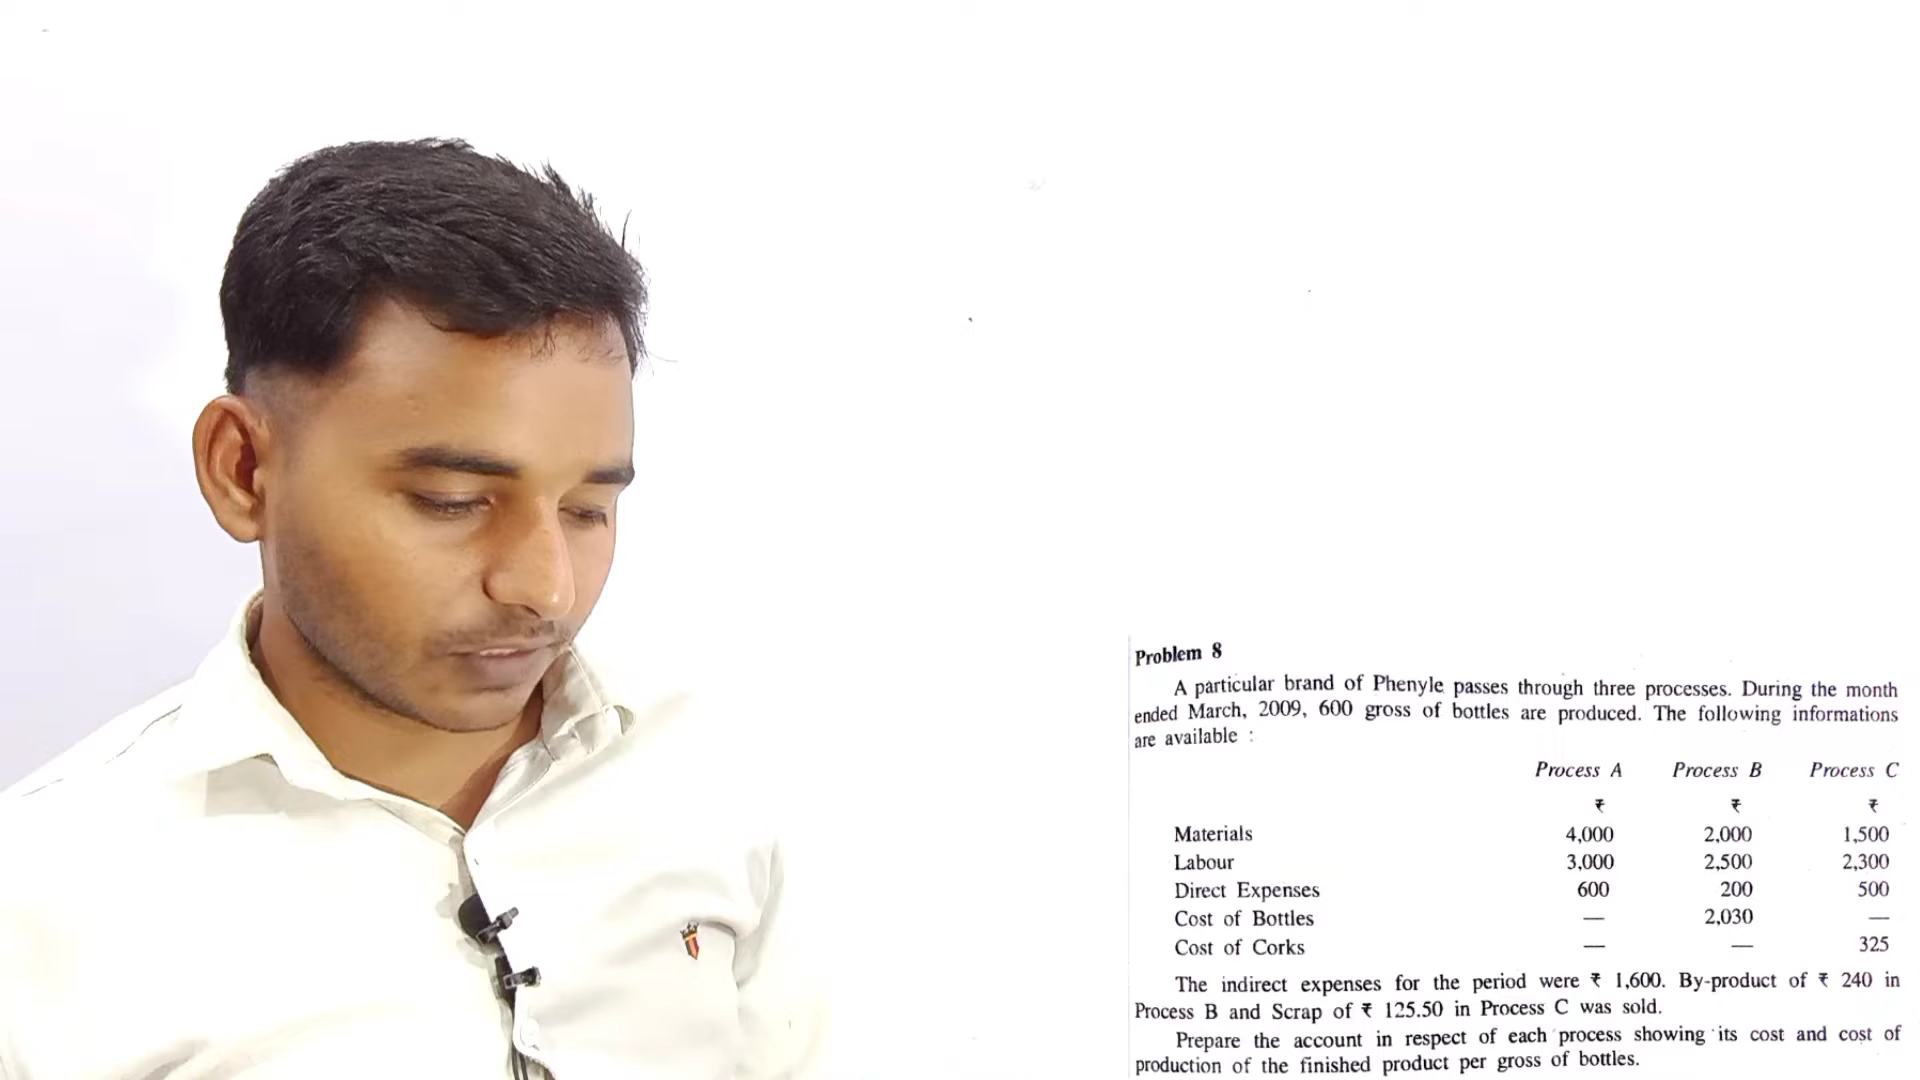 Problem 8
A particular brand of Phenyle passes through three processes. During the month
ended March, 2009, 600 gross of bottles are produced. The following informations
are available :
Process A Process B Process C
₹ ₹ ₹
Materials 4,000 2,000 1,500
Labour 3,000 2,500 2,300
Direct Expenses 600 200 500
Cost of Bottles — 2,030 —
Cost of Corks — — 325
The indirect expenses for the period were ₹ 1,600. By-product of ₹ 240 in
Process B and Scrap of ₹ 125.50 in Process C was sold.
Prepare the account in respect of each process showing its cost and cost of
production of the finished product per gross of bottles.